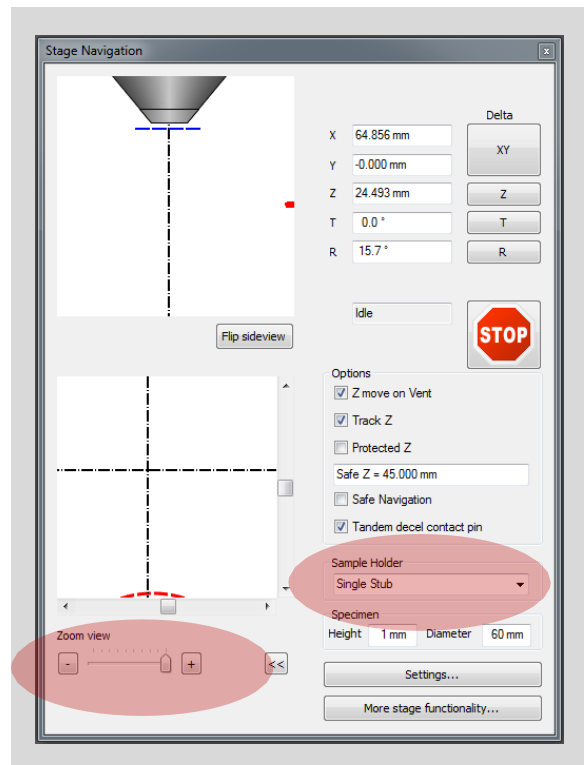 Stage Navigation
x
Delta
X 64.856 mm XY
Y -0.000 mm
Z 24.493 mm Z
T 0.0 ° T
R 15.7 ° R
Idle
STOP
Flip sideview
Options
Z move on Vent
Track Z
Protected Z
Safe Z = 45.000 mm
Safe Navigation
Tandem decel contact pin
Sample Holder
Single Stub
Specimen
Height 1 mm Diameter 60 mm
Zoom view
- + <<
Settings...
More stage functionality...